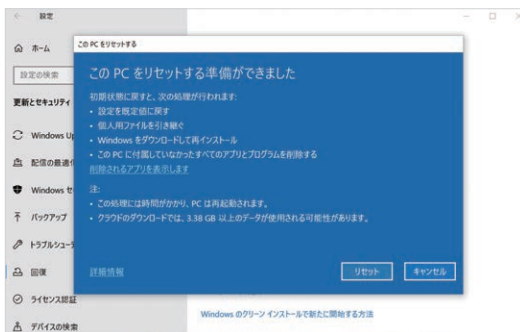 設定
ホーム
設定の検索
更新とセキュリティ
Windows Up
配信の最適化
Windows セ
バックアップ
トラブルシュー
回復
ライセンス認証
デバイスの検索
この PC をリセットする
この PC をリセットする準備ができました
初期状態に戻すと、次の処理が行われます:
・ 設定を既定値に戻す
・ 個人用ファイルを引き継ぐ
・ Windows をダウンロードして再インストール
・ この PC に付属していなかったすべてのアプリとプログラムを削除する
削除されるアプリを表示します
注:
・ この処理には時間がかかり、PC は再起動されます。
・ クラウドのダウンロードでは、3.38 GB 以上のデータが使用される可能性があります。
詳細情報
リセット
キャンセル
Windows のクリーン インストールで新たに開始する方法